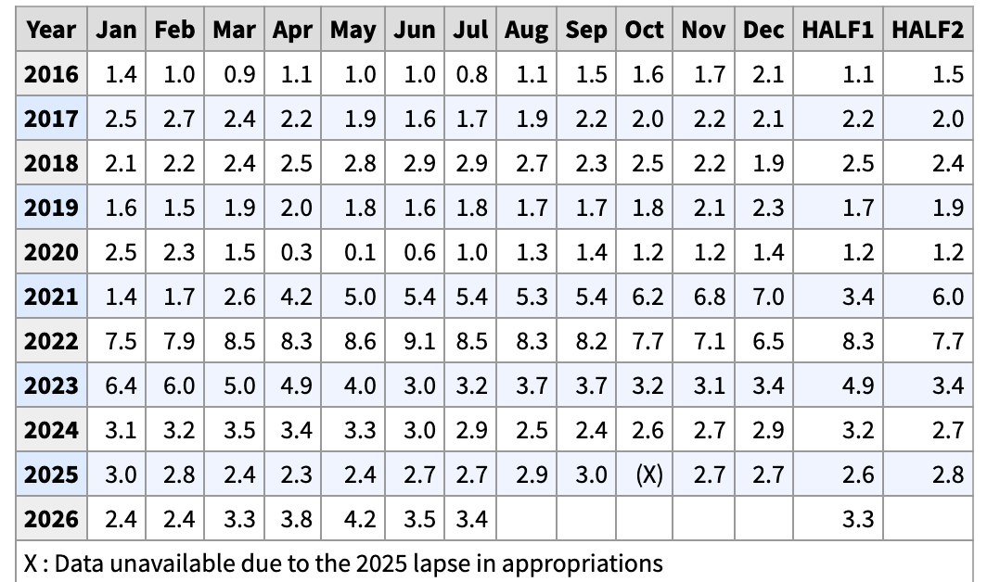 Year Jan Feb Mar Apr May Jun Jul Aug Sep Oct Nov Dec HALF1 HALF2
2016 1.4 1.0 0.9 1.1 1.0 1.0 0.8 1.1 1.5 1.6 1.7 2.1 1.1 1.5
2017 2.5 2.7 2.4 2.2 1.9 1.6 1.7 1.9 2.2 2.0 2.2 2.1 2.2 2.0
2018 2.1 2.2 2.4 2.5 2.8 2.9 2.9 2.7 2.3 2.5 2.2 1.9 2.5 2.4
2019 1.6 1.5 1.9 2.0 1.8 1.6 1.8 1.7 1.7 1.8 2.1 2.3 1.7 1.9
2020 2.5 2.3 1.5 0.3 0.1 0.6 1.0 1.3 1.4 1.2 1.2 1.4 1.2 1.2
2021 1.4 1.7 2.6 4.2 5.0 5.4 5.4 5.3 5.4 6.2 6.8 7.0 3.4 6.0
2022 7.5 7.9 8.5 8.3 8.6 9.1 8.5 8.3 8.2 7.7 7.1 6.5 8.3 7.7
2023 6.4 6.0 5.0 4.9 4.0 3.0 3.2 3.7 3.7 3.2 3.1 3.4 4.9 3.4
2024 3.1 3.2 3.5 3.4 3.3 3.0 2.9 2.5 2.4 2.6 2.7 2.9 3.2 2.7
2025 3.0 2.8 2.4 2.3 2.4 2.7 2.7 2.9 3.0 (X) 2.7 2.7 2.6 2.8
2026 2.4 2.4 3.3 3.8 4.2 3.5 3.4 3.3
X : Data unavailable due to the 2025 lapse in appropriations